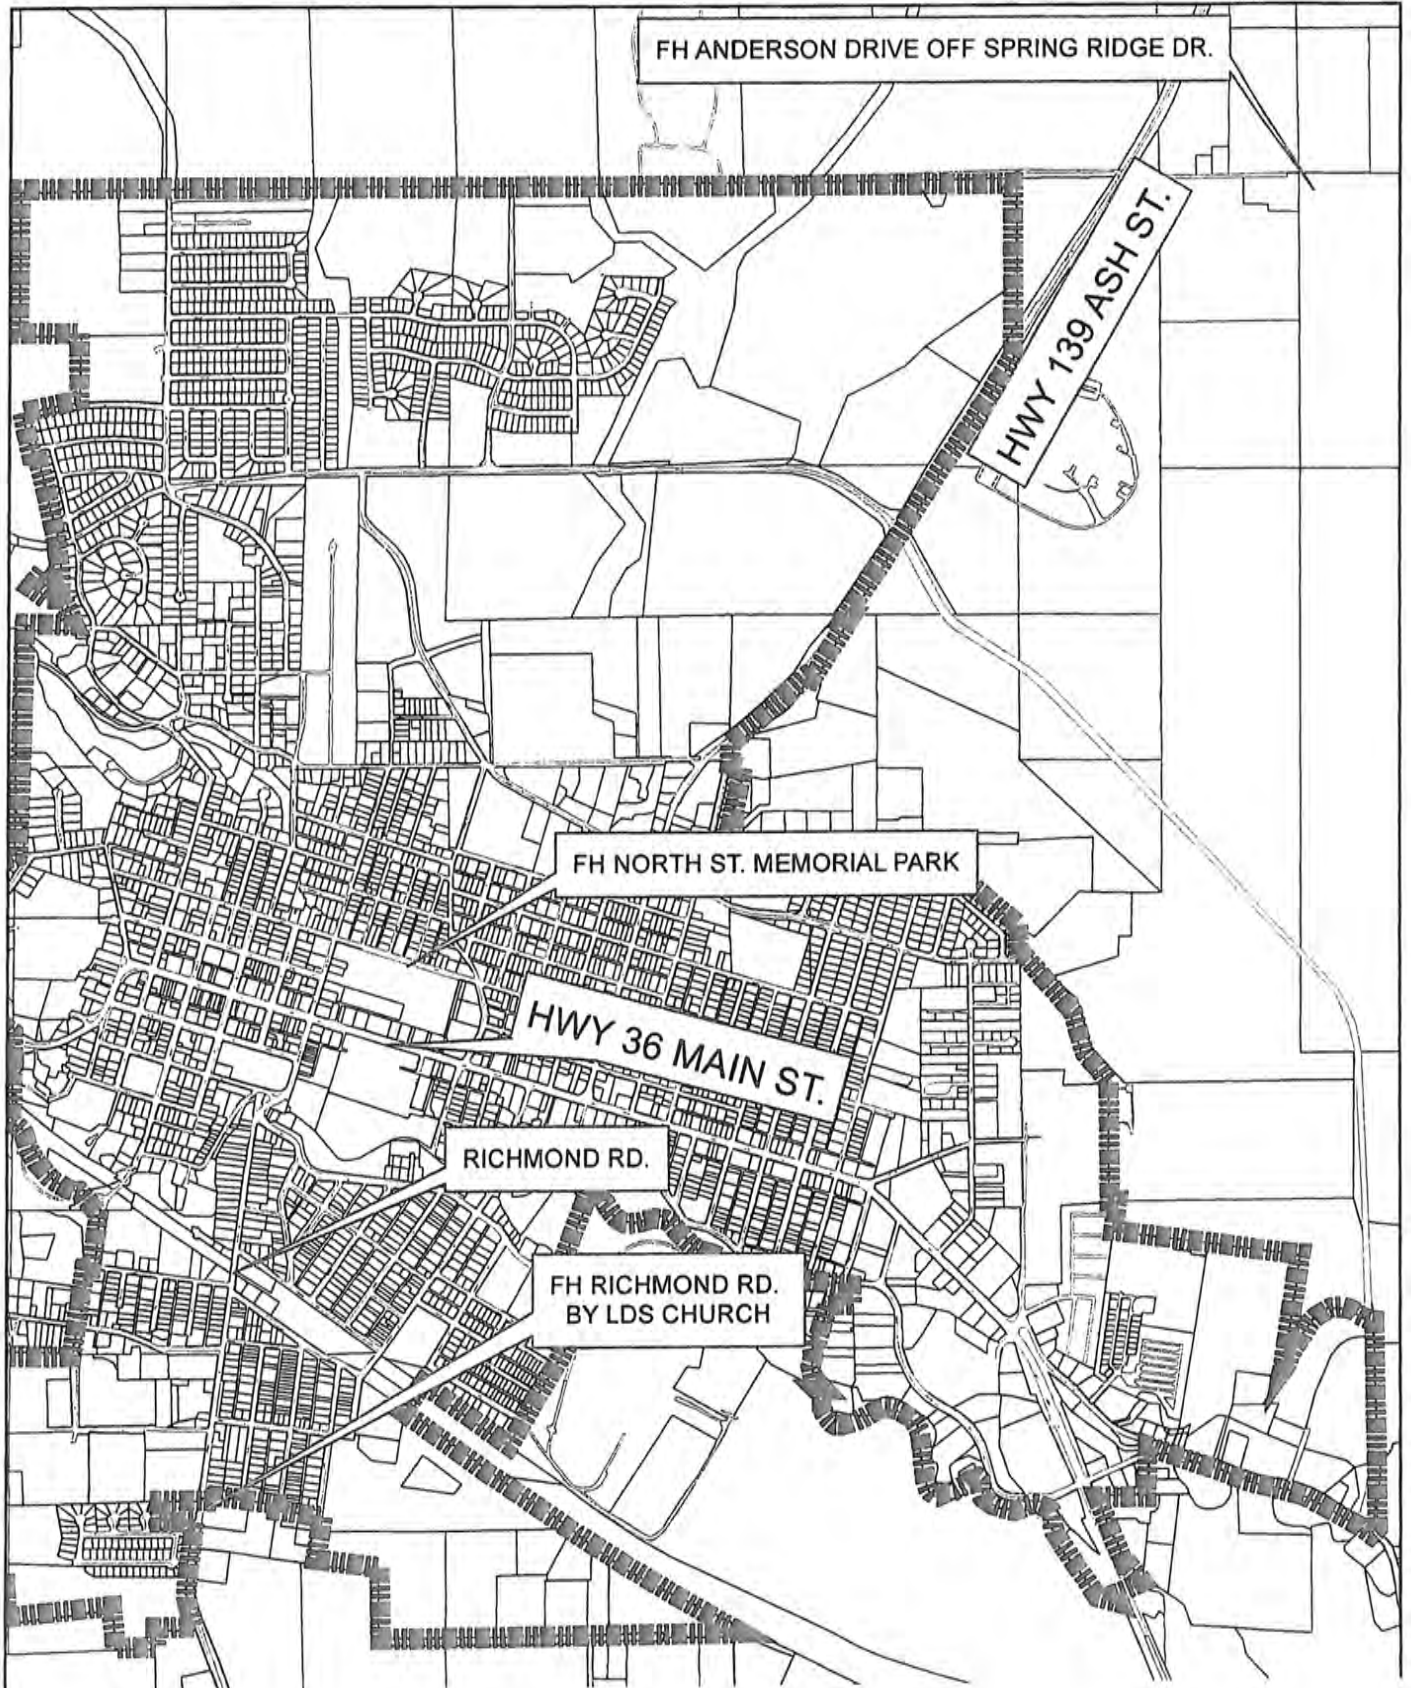 FH ANDERSON DRIVE OFF SPRING RIDGE DR.
HWY 139 ASH ST.
FH NORTH ST. MEMORIAL PARK
HWY 36 MAIN ST.
RICHMOND RD.
FH RICHMOND RD.
BY LDS CHURCH